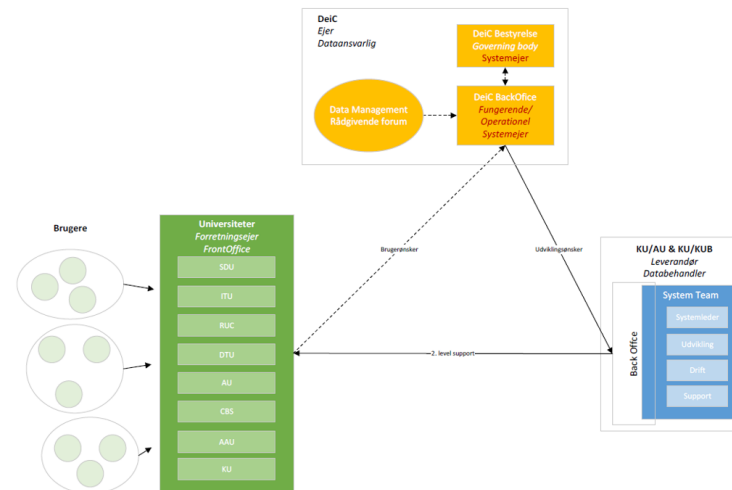 DeiC
Ejer
Dataansvarlig
DeiC Bestyrelse
Governing body
Systemejer
Data Management
Rådgivende forum
DeiC BackOfice
Fungerende/
Operationel
Systemejer
Brugere
Universiteter
Forretningsejer
FrontOffice
SDU
ITU
RUC
DTU
AU
CBS
AAU
KU
Brugerønsker
Udviklingsønsker
2. level support
KU/AU & KU/KUB
Leverandør
Databehandler
Back Offce
System Team
Systemleder
Udvikling
Drift
Support